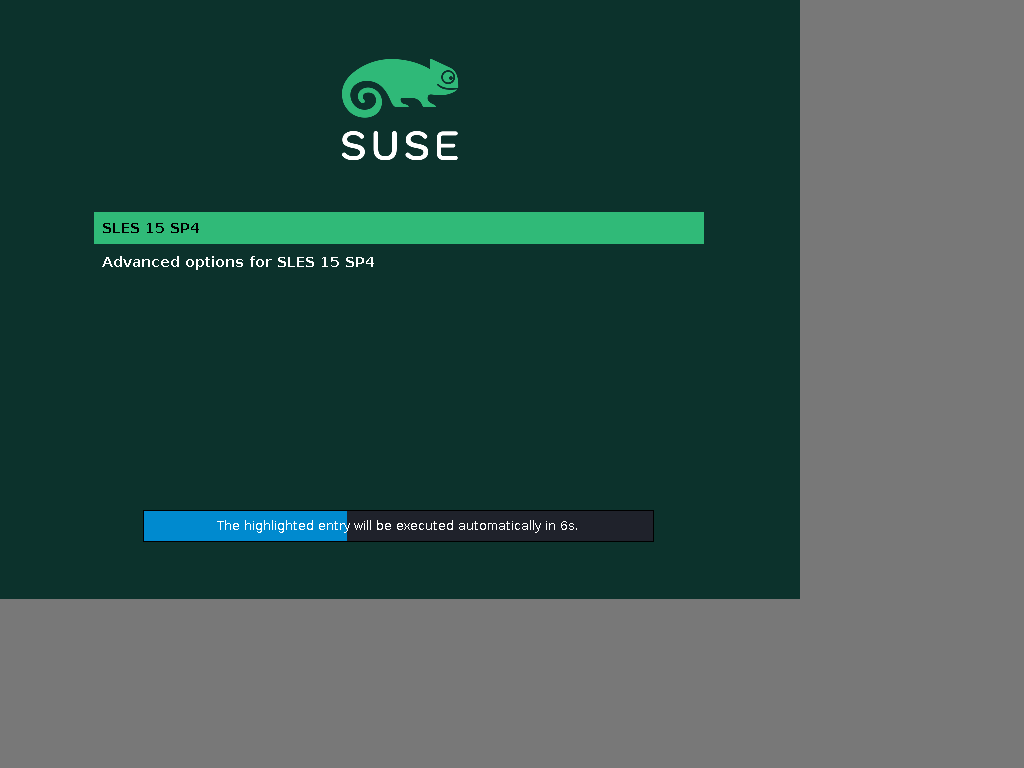 SUSE
SLES 15 SP4
Advanced options for SLES 15 SP4
The highlighted entry will be executed automatically in 6s.